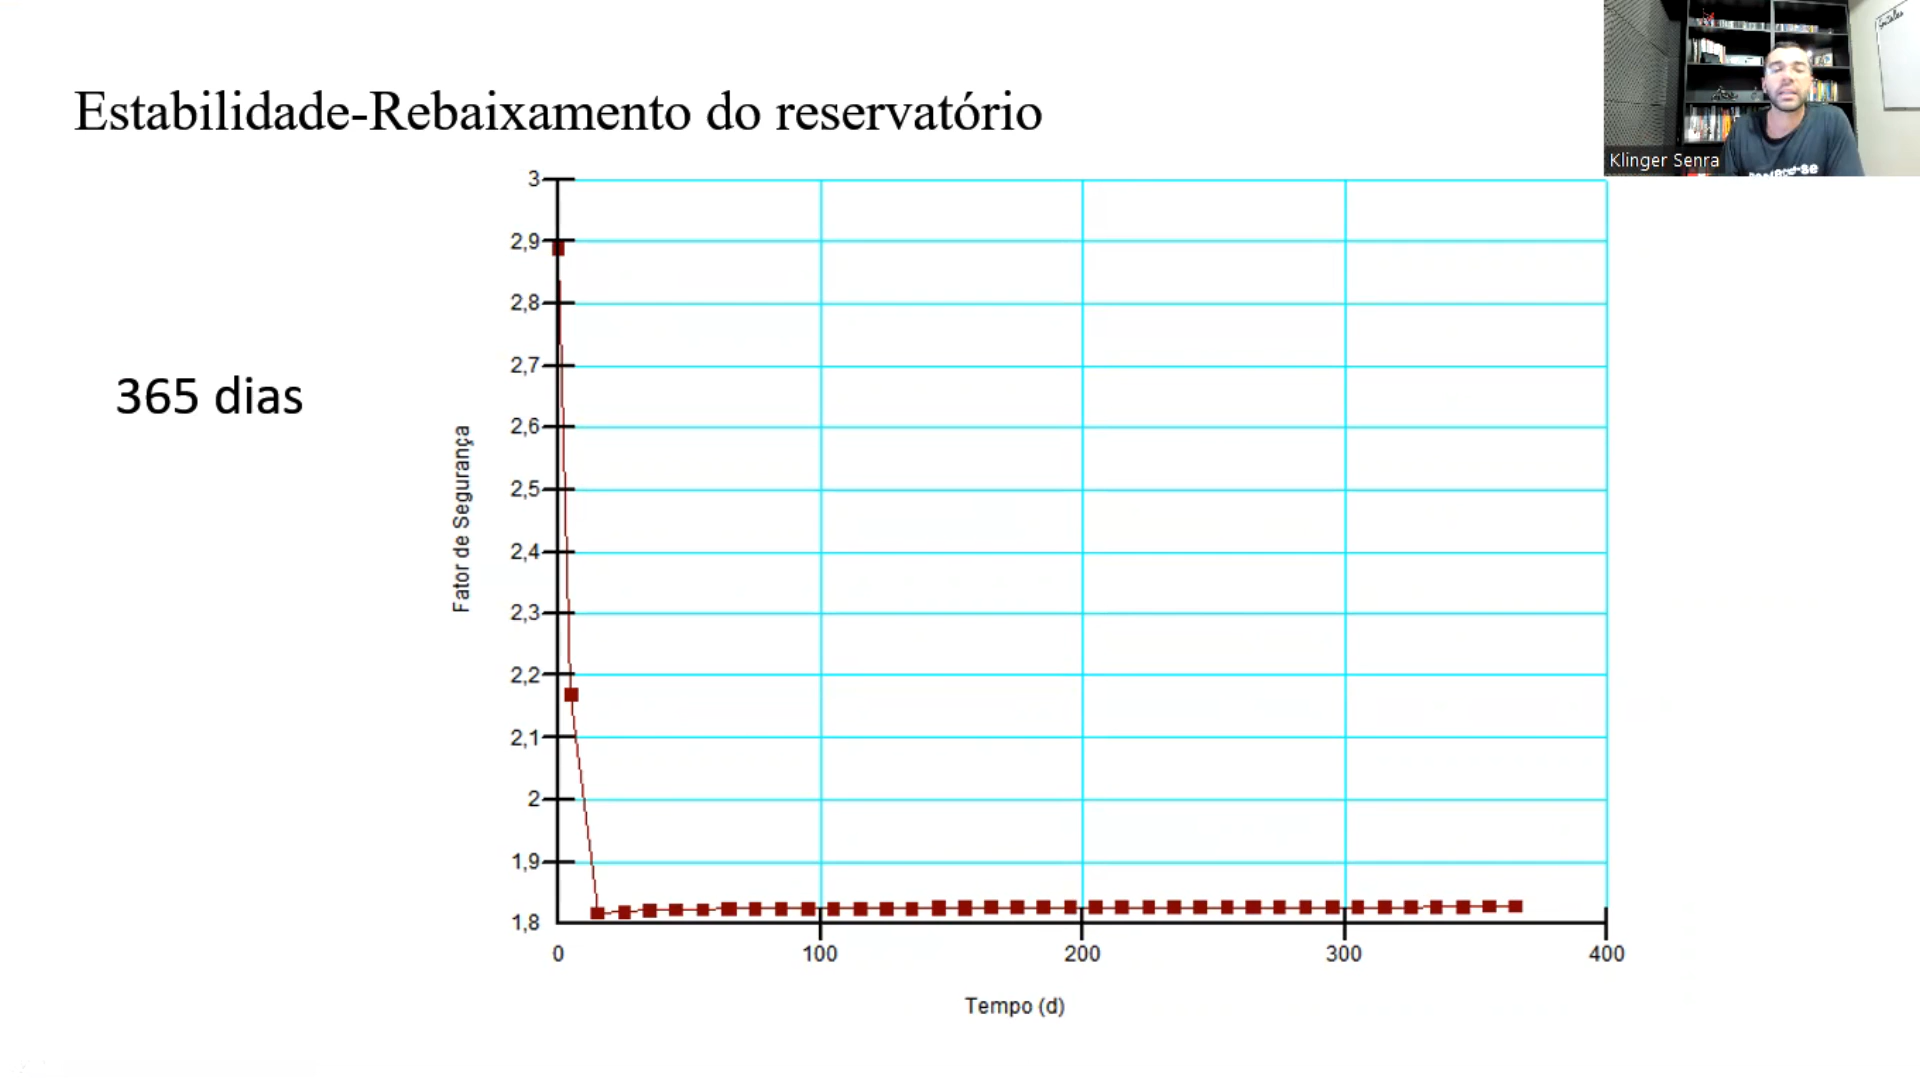 Estabilidade-Rebaixamento do reservatório
Klinger Senra
365 dias
Fator de Segurança
3
2,9
2,8
2,7
2,6
2,5
2,4
2,3
2,2
2,1
2
1,9
1,8
0 100 200 300 400
Tempo (d)